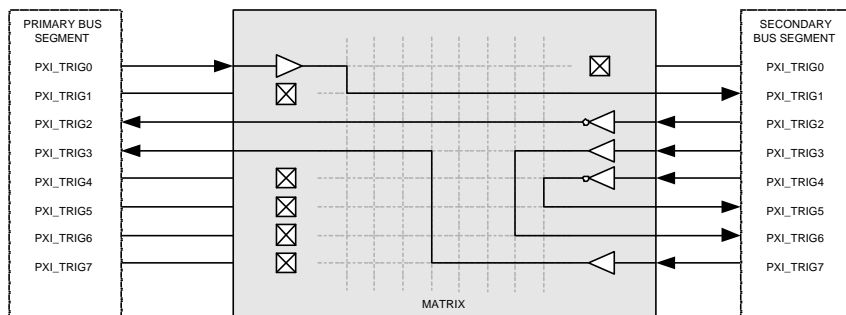 PRIMARY BUS
SEGMENT
PXI_TRIG0
PXI_TRIG1
PXI_TRIG2
PXI_TRIG3
PXI_TRIG4
PXI_TRIG5
PXI_TRIG6
PXI_TRIG7
MATRIX
SECONDARY
BUS SEGMENT
PXI_TRIG0
PXI_TRIG1
PXI_TRIG2
PXI_TRIG3
PXI_TRIG4
PXI_TRIG5
PXI_TRIG6
PXI_TRIG7